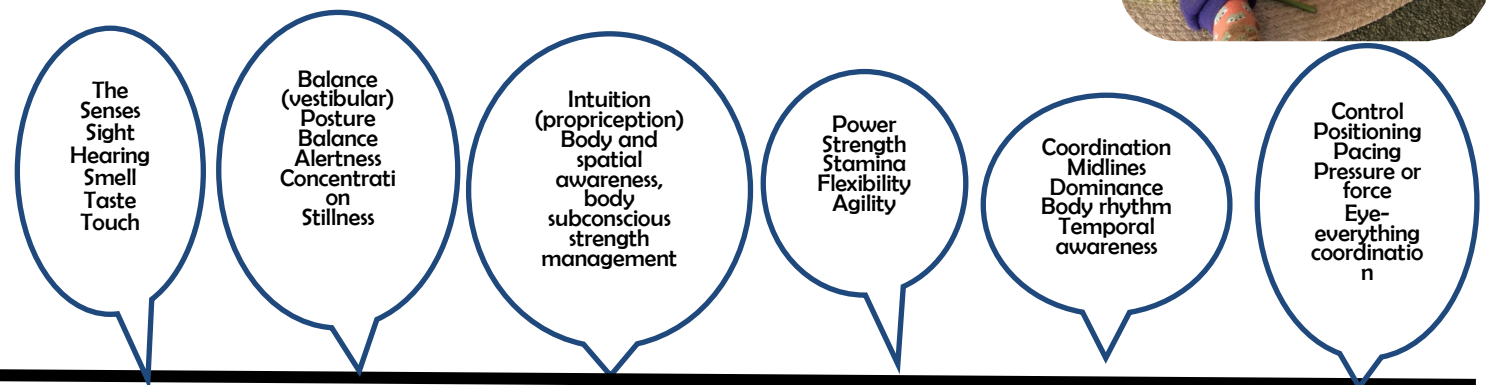 The
Senses
Sight
Hearing
Smell
Taste
Touch
Balance
(vestibular)
Posture
Balance
Alertness
Concentrati
on
Stillness
Intuition
(propriception)
Body and
spatial
awareness,
body
subconscious
strength
management
Power
Strength
Stamina
Flexibility
Agility
Coordination
Midlines
Dominance
Body rhythm
Temporal
awareness
Control
Positioning
Pacing
Pressure or
force
Eye-
everything
coordinatio
n